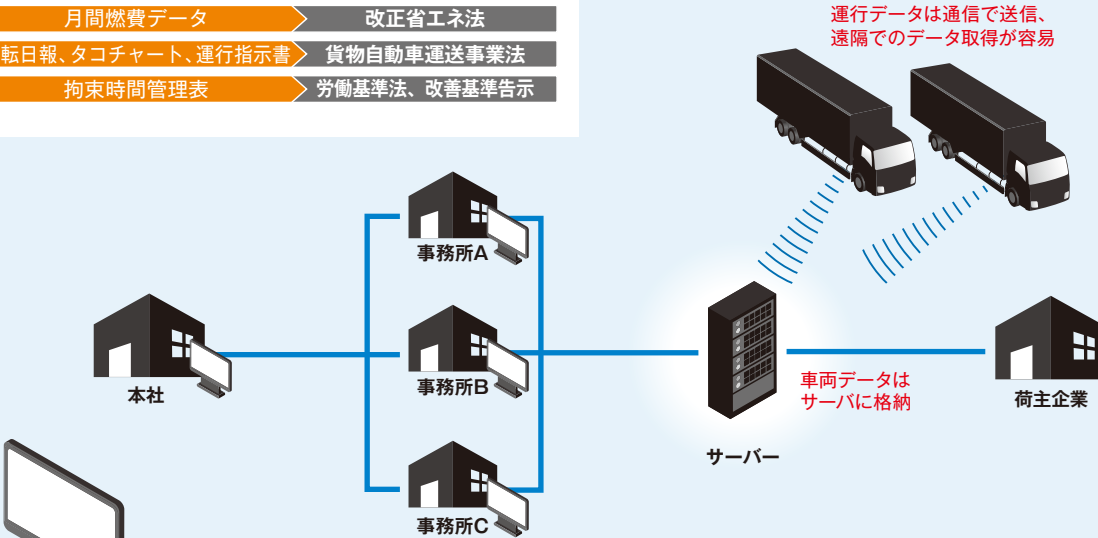 月間燃費データ
改正省エネ法
転日報、タコチャート、運行指示書
貨物自動車運送事業法
拘束時間管理表
労働基準法、改善基準告示
運行データは通信で送信、
遠隔でのデータ取得が容易
事務所A
本社
事務所B
事務所C
サーバー
車両データは
サーバに格納
荷主企業